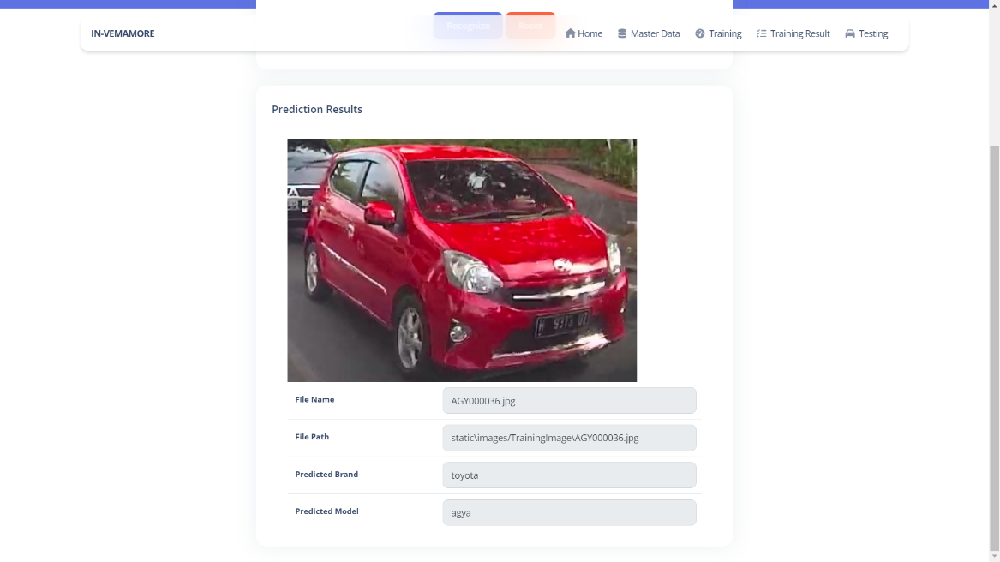 Recognize Reset
IN-VEMAMORE Home Master Data Training Training Result Testing
Prediction Results
File Name AGY000036.jpg
File Path static\images/TrainingImage\AGY000036.jpg
Predicted Brand toyota
Predicted Model agya